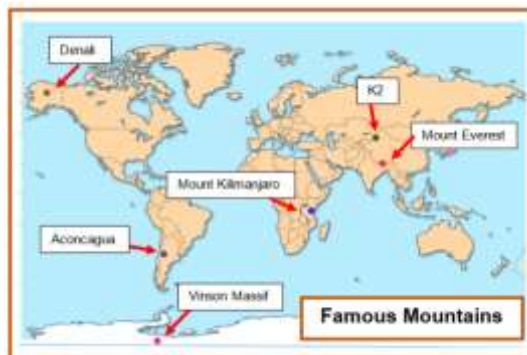 Denali
K2
Mount Everest
Mount Kilimanjaro
Aconcagua
Vinson Massif
Famous Mountains